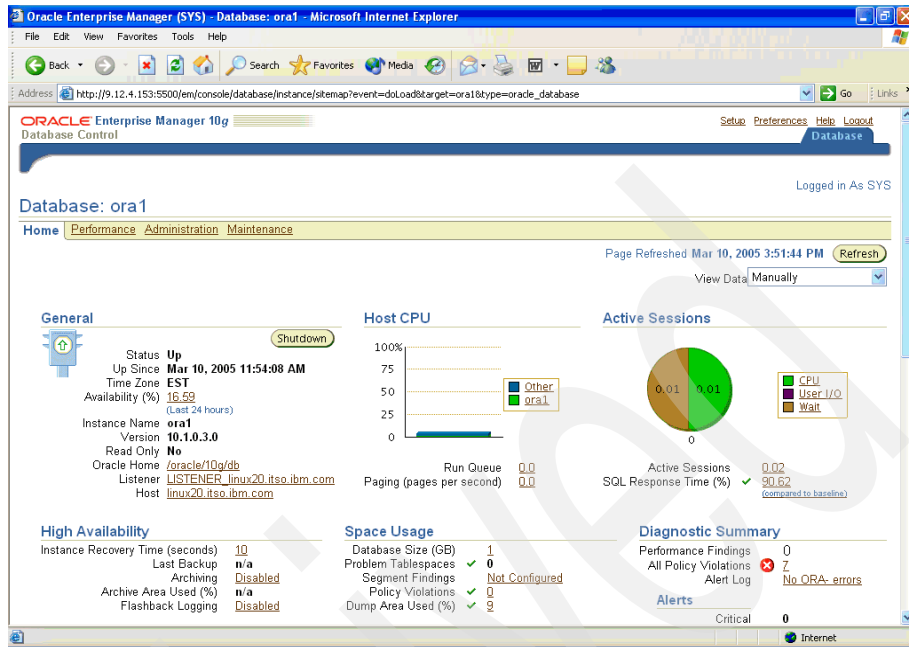 Oracle Enterprise Manager (SYS) - Database: ora1 - Microsoft Internet Explorer
File Edit View Favorites Tools Help
Back Search Favorites Media
Address http://9.12.4.153:5500/em/console/database/instance/sitemap?event=doLoad&target=ora1&type=oracle_database Go Links
ORACLE Enterprise Manager 10g
Database Control
Setup Preferences Help Logout
Database
Logged in As SYS
Database: ora1
Home Performance Administration Maintenance
Page Refreshed Mar 10, 2005 3:51:44 PM Refresh
View Data Manually
General
Shutdown
Status Up
Up Since Mar 10, 2005 11:54:08 AM
Time Zone EST
Availability (%) 16.59
(Last 24 hours)
Instance Name ora1
Version 10.1.0.3.0
Read Only No
Oracle Home /oracle/10g/db
Listener LISTENER_linux20.itso.ibm.com
Host linux20.itso.ibm.com
Host CPU
100%
75
50
25
0
Other
ora1
Run Queue 0.0
Paging (pages per second) 0.0
Active Sessions
0.01 0.01
0
CPU
User I/O
Wait
Active Sessions 0.02
SQL Response Time (%) 90.62
(compared to baseline)
High Availability
Instance Recovery Time (seconds) 10
Last Backup n/a
Archiving Disabled
Archive Area Used (%) n/a
Flashback Logging Disabled
Space Usage
Database Size (GB) 1
Problem Tablespaces 0
Segment Findings Not Configured
Policy Violations 0
Dump Area Used (%) 9
Diagnostic Summary
Performance Findings 0
All Policy Violations 7
Alert Log No ORA- errors
Alerts
Critical 0
Internet